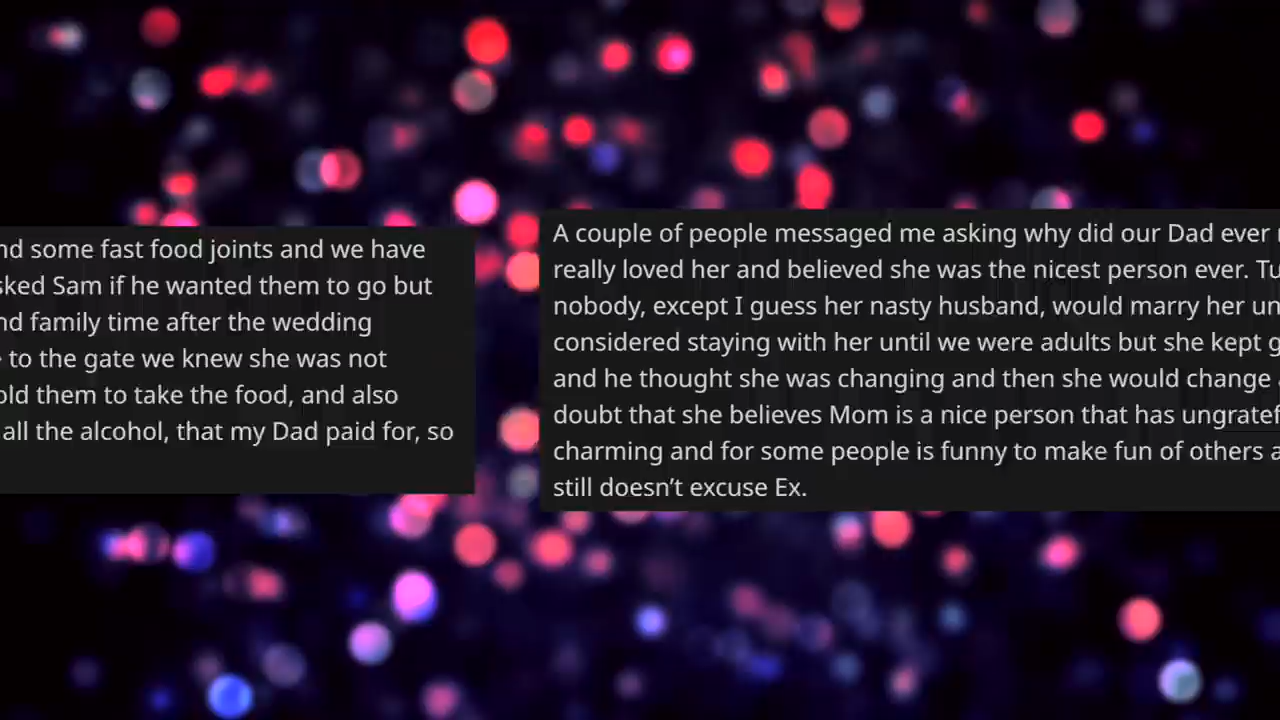 nd some fast food joints and we have
sked Sam if he wanted them to go but
nd family time after the wedding
to the gate we knew she was not
old them to take the food, and also
all the alcohol, that my Dad paid for, so
A couple of people messaged me asking why did our Dad ever
really loved her and believed she was the nicest person ever. Tu
nobody, except I guess her nasty husband, would marry her un
considered staying with her until we were adults but she kept g
and he thought she was changing and then she would change
doubt that she believes Mom is a nice person that has ungratef
charming and for some people is funny to make fun of others a
still doesn’t excuse Ex.